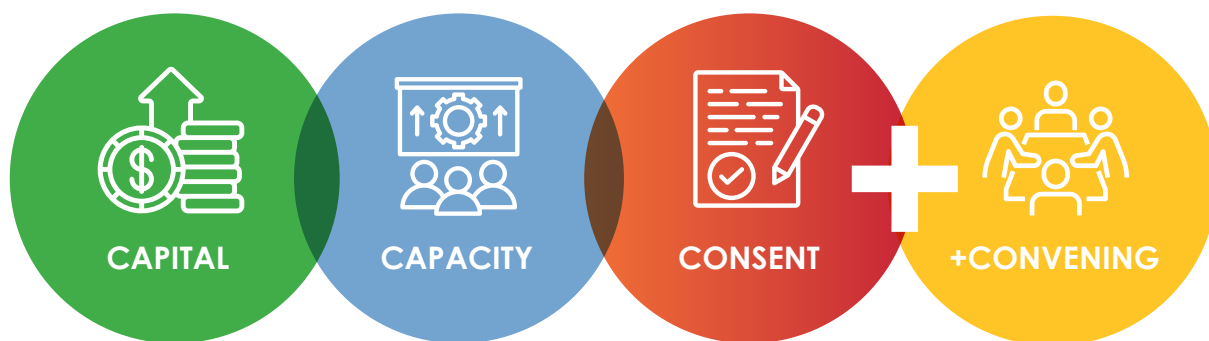 $
CAPITAL
CAPACITY
CONSENT
+CONVENING